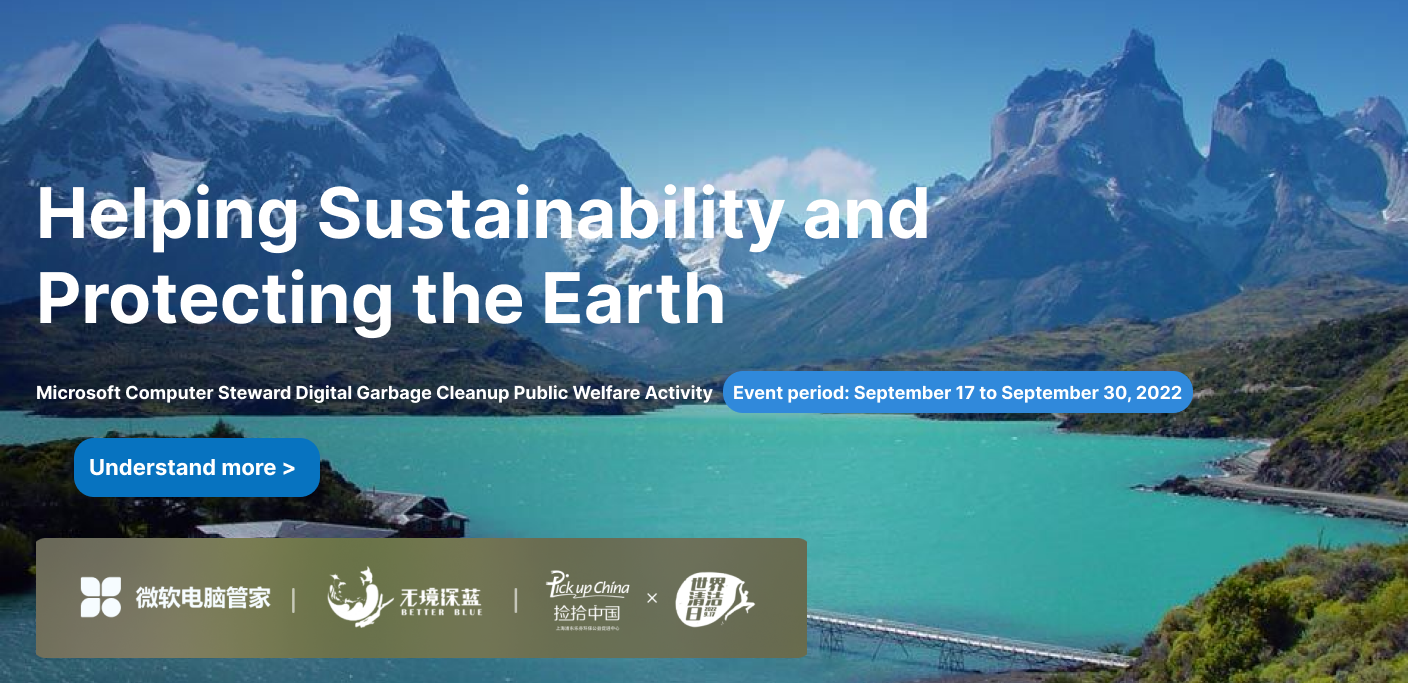 Helping Sustainability and
Protecting the Earth
Microsoft Computer Steward Digital Garbage Cleanup Public Welfare Activity Event period: September 17 to September 30, 2022
Understand more >
微软电脑管家 | 无境深蓝 BETTER BLUE | Pick up China 捡拾中国 × 世界清洁日